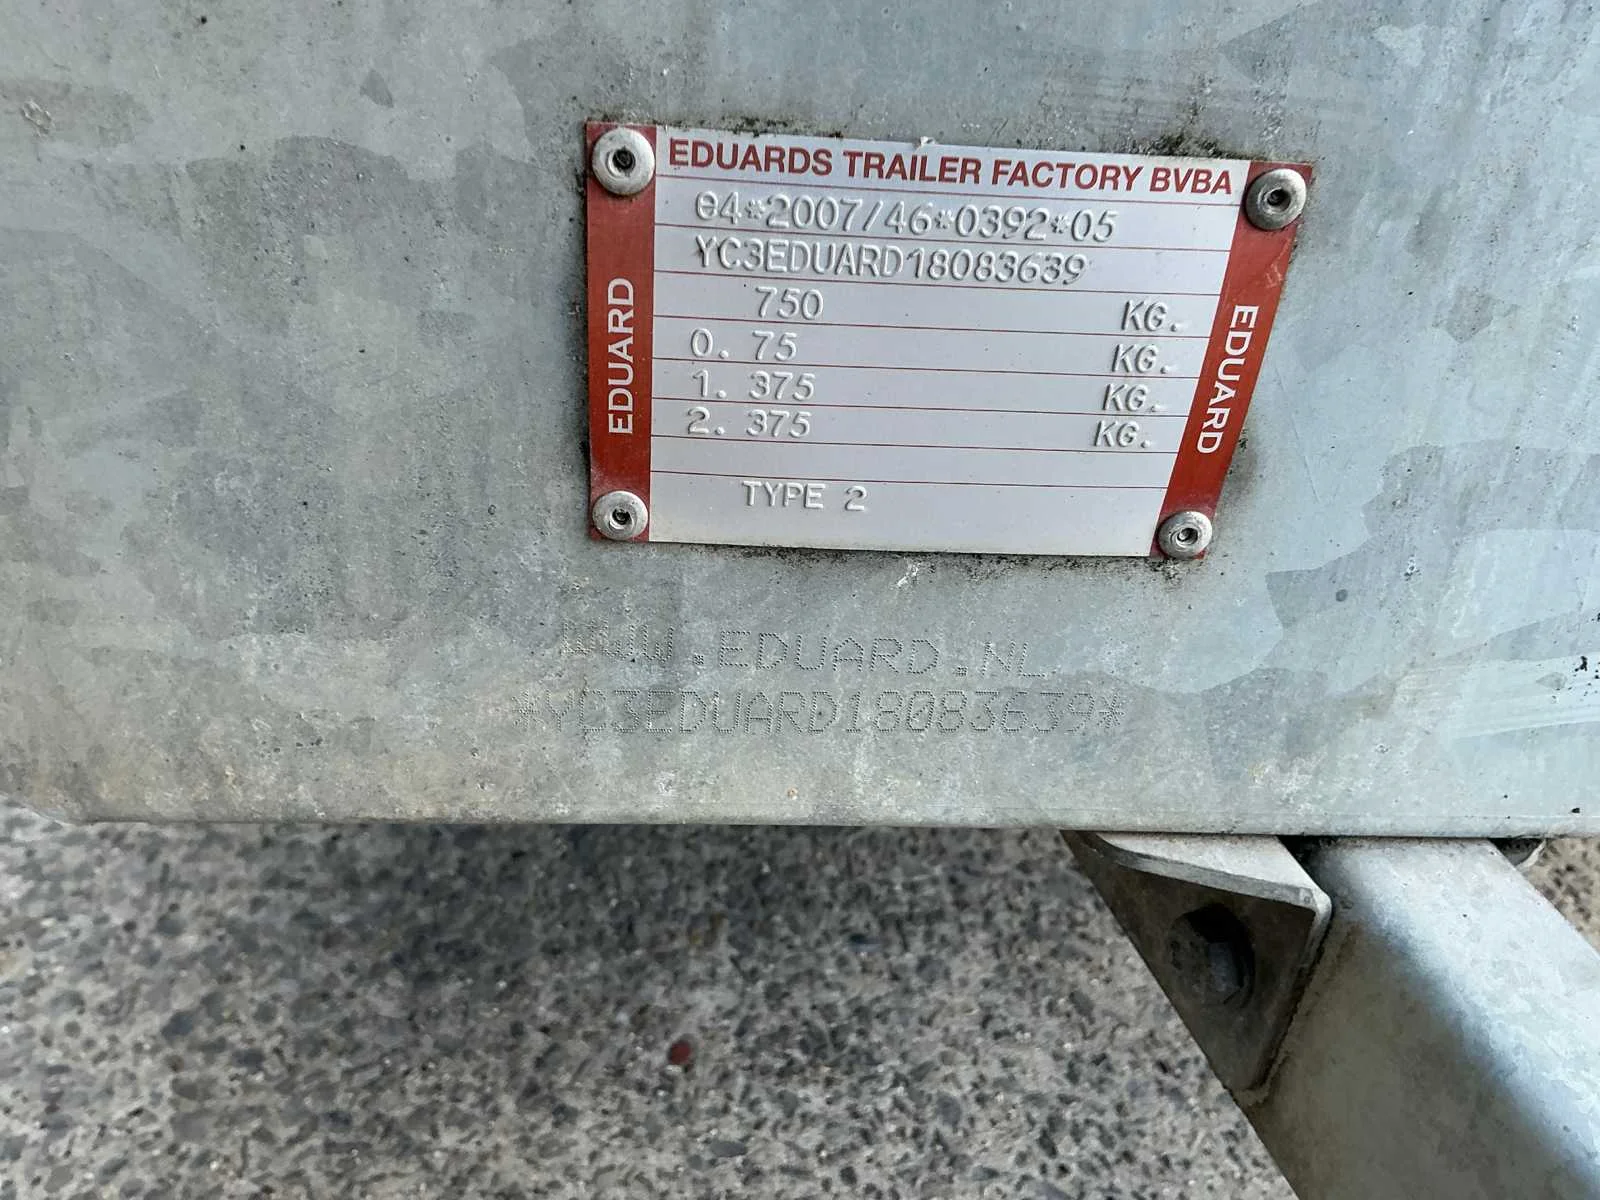 EDUARDS TRAILER FACTORY BVBA
e4*2007/46*0392*05
YC3EDUARD18083639
750 KG.
0. 75 KG.
1. 375 KG.
2. 375 KG.
TYPE 2
EDUARD
EDUARD
WWW.EDUARD.NL
*YC3EDUARD18083639*